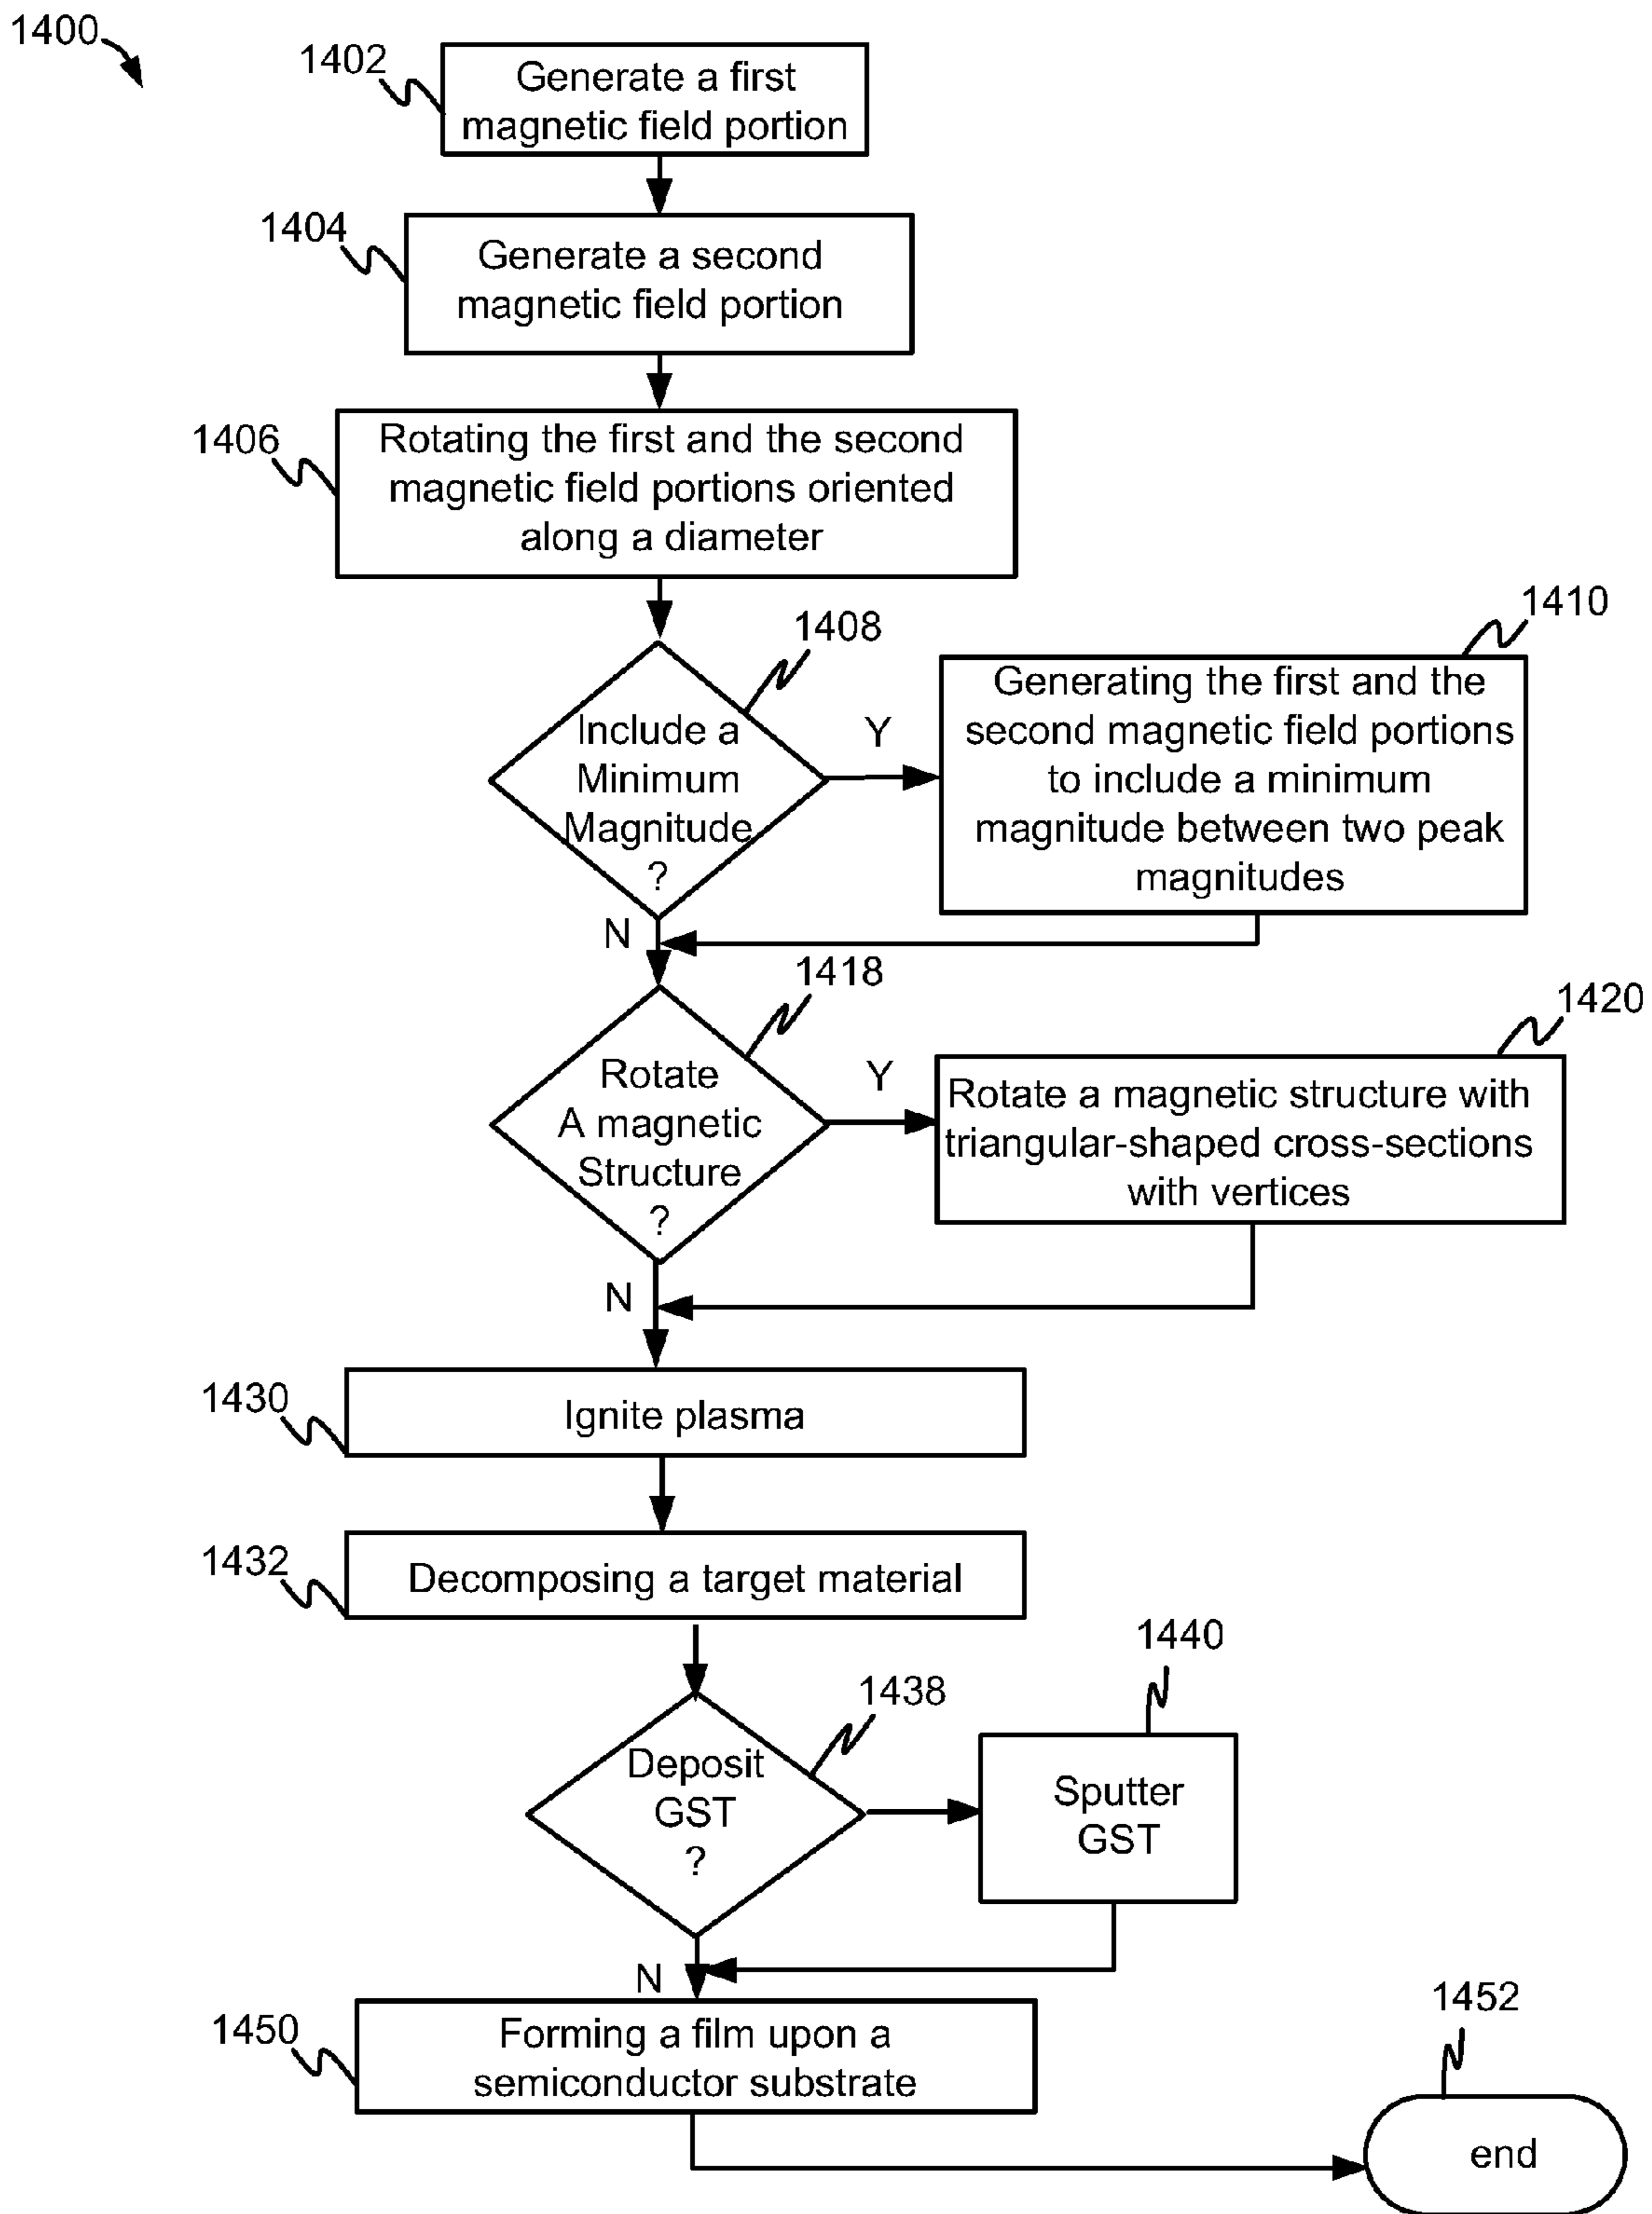 1400
1402
Generate a first
magnetic field portion
1404
Generate a second
magnetic field portion
1406
Rotating the first and the second
magnetic field portions oriented
along a diameter
1408
Include a
Minimum
Magnitude
?
Y
N
1410
Generating the first and the
second magnetic field portions
to include a minimum
magnitude between two peak
magnitudes
1418
Rotate
A magnetic
Structure
?
Y
N
1420
Rotate a magnetic structure with
triangular-shaped cross-sections
with vertices
1430
Ignite plasma
1432
Decomposing a target material
1438
Deposit
GST
?
N
1440
Sputter
GST
1450
Forming a film upon a
semiconductor substrate
1452
end